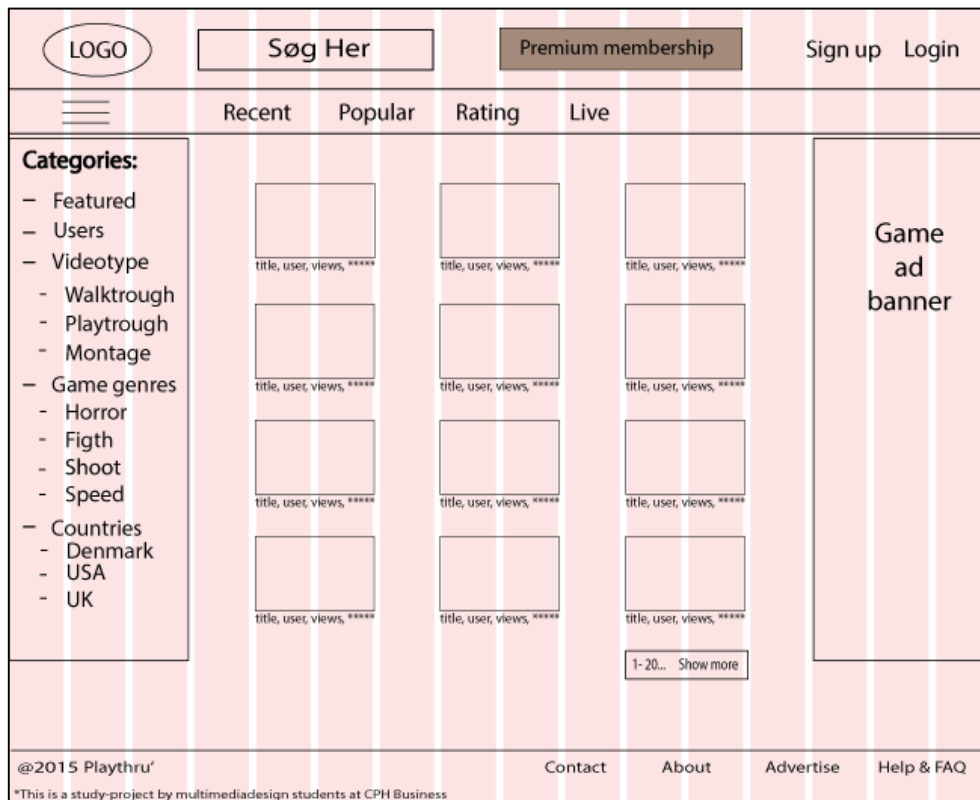 LOGO
Søg Her
Premium membership
Sign up
Login
Recent
Popular
Rating
Live
Categories:
– Featured
– Users
– Videotype
- Walktrough
- Playtrough
- Montage
– Game genres
- Horror
- Figth
- Shoot
- Speed
– Countries
- Denmark
- USA
- UK
title, user, views, *****
title, user, views, *****
title, user, views, *****
title, user, views, *****
title, user, views, *****
title, user, views, *****
title, user, views, *****
title, user, views, *****
title, user, views, *****
title, user, views, *****
title, user, views, *****
title, user, views, *****
1- 20... Show more
Game
ad
banner
@2015 Playthru'
Contact
About
Advertise
Help & FAQ
*This is a study-project by multimediadesign students at CPH Business